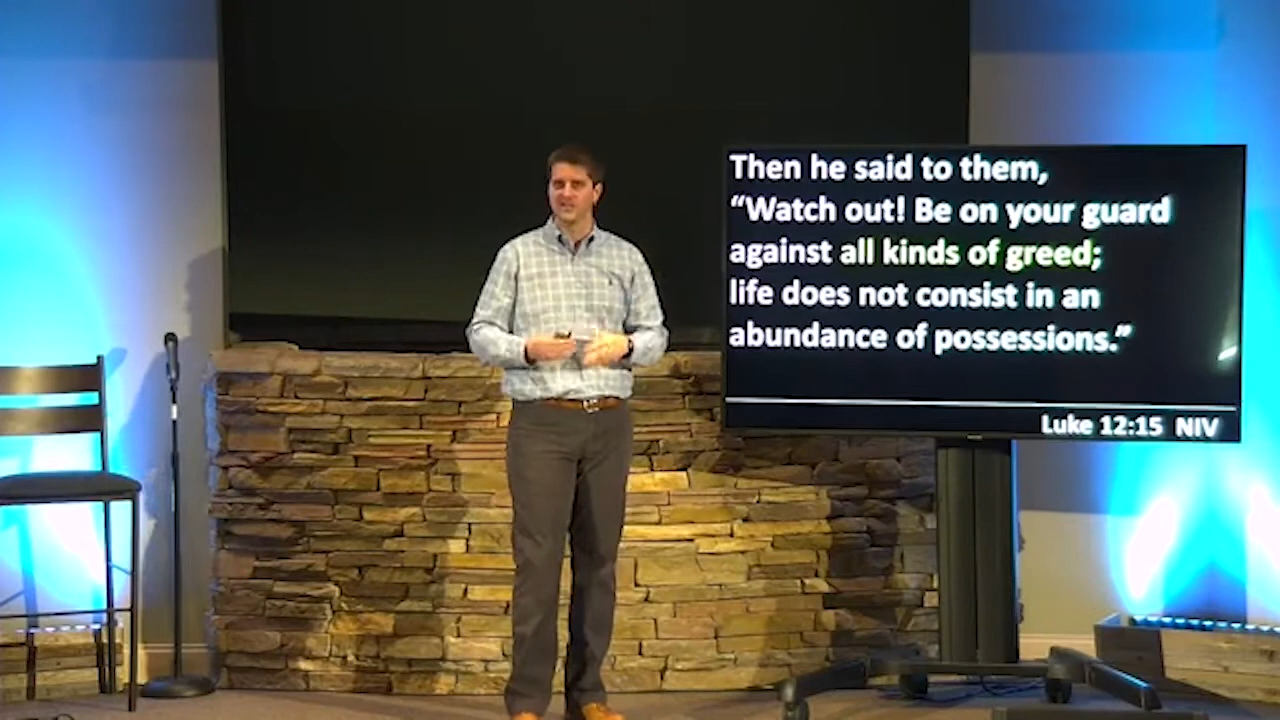 Then he said to them,
“Watch out! Be on your guard
against all kinds of greed;
life does not consist in an
abundance of possessions.”
Luke 12:15 NIV